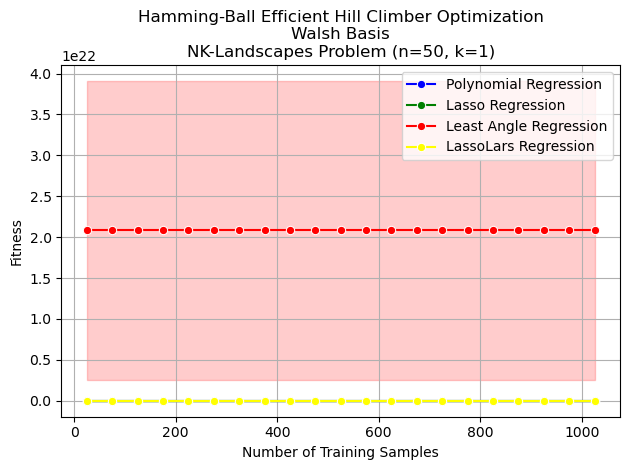 Hamming-Ball Efficient Hill Climber Optimization
Walsh Basis
NK-Landscapes Problem (n=50, k=1)
1e22
4.0
3.5
3.0
2.5
2.0
1.5
1.0
0.5
0.0
Fitness
Polynomial Regression
Lasso Regression
Least Angle Regression
LassoLars Regression
0 200 400 600 800 1000
Number of Training Samples